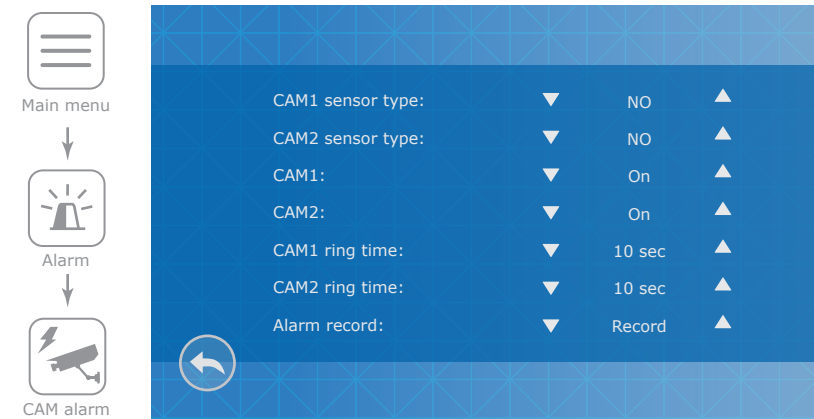 Main menu
Alarm
CAM alarm
CAM1 sensor type: NO
CAM2 sensor type: NO
CAM1: On
CAM2: On
CAM1 ring time: 10 sec
CAM2 ring time: 10 sec
Alarm record: Record